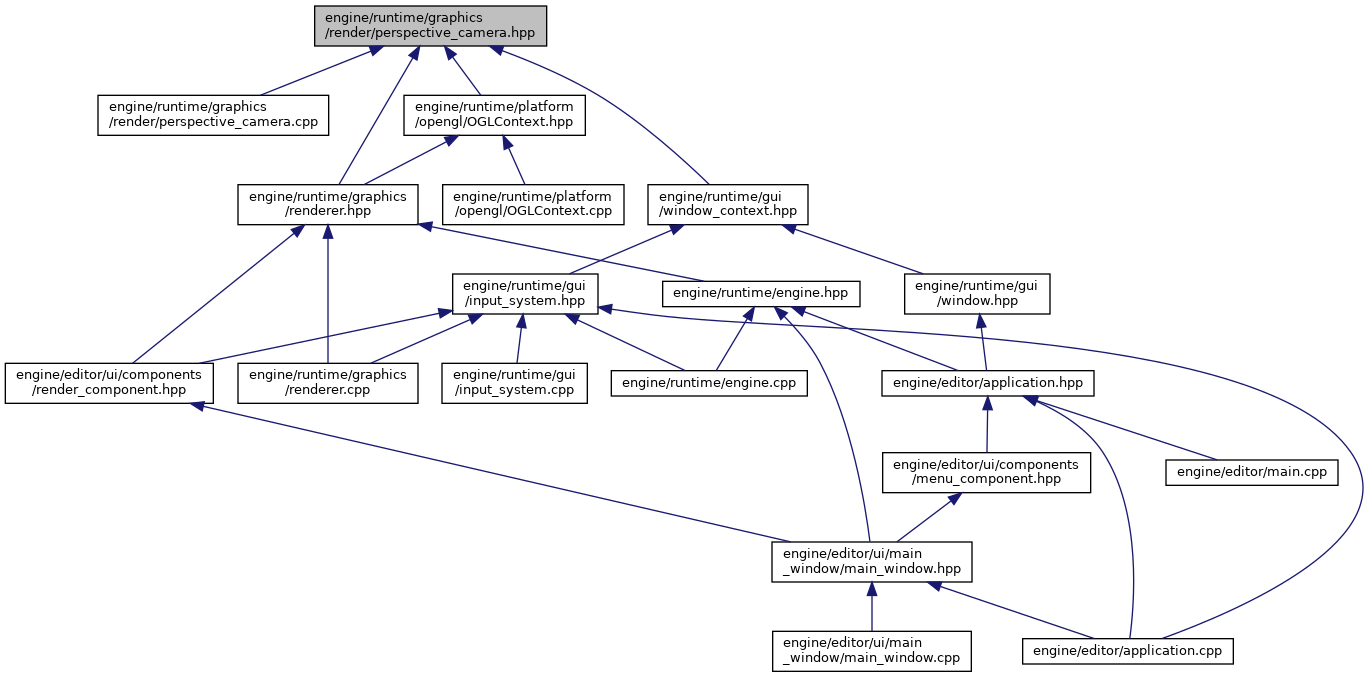 engine/runtime/graphics
/render/perspective_camera.hpp
engine/runtime/graphics
/render/perspective_camera.cpp
engine/runtime/platform
/opengl/OGLContext.hpp
engine/runtime/graphics
/renderer.hpp
engine/runtime/platform
/opengl/OGLContext.cpp
engine/runtime/gui
/window_context.hpp
engine/runtime/gui
/input_system.hpp
engine/runtime/engine.hpp
engine/runtime/gui
/window.hpp
engine/editor/ui/components
/render_component.hpp
engine/runtime/graphics
/renderer.cpp
engine/runtime/gui
/input_system.cpp
engine/runtime/engine.cpp
engine/editor/application.hpp
engine/editor/ui/components
/menu_component.hpp
engine/editor/main.cpp
engine/editor/ui/main
_window/main_window.hpp
engine/editor/ui/main
_window/main_window.cpp
engine/editor/application.cpp